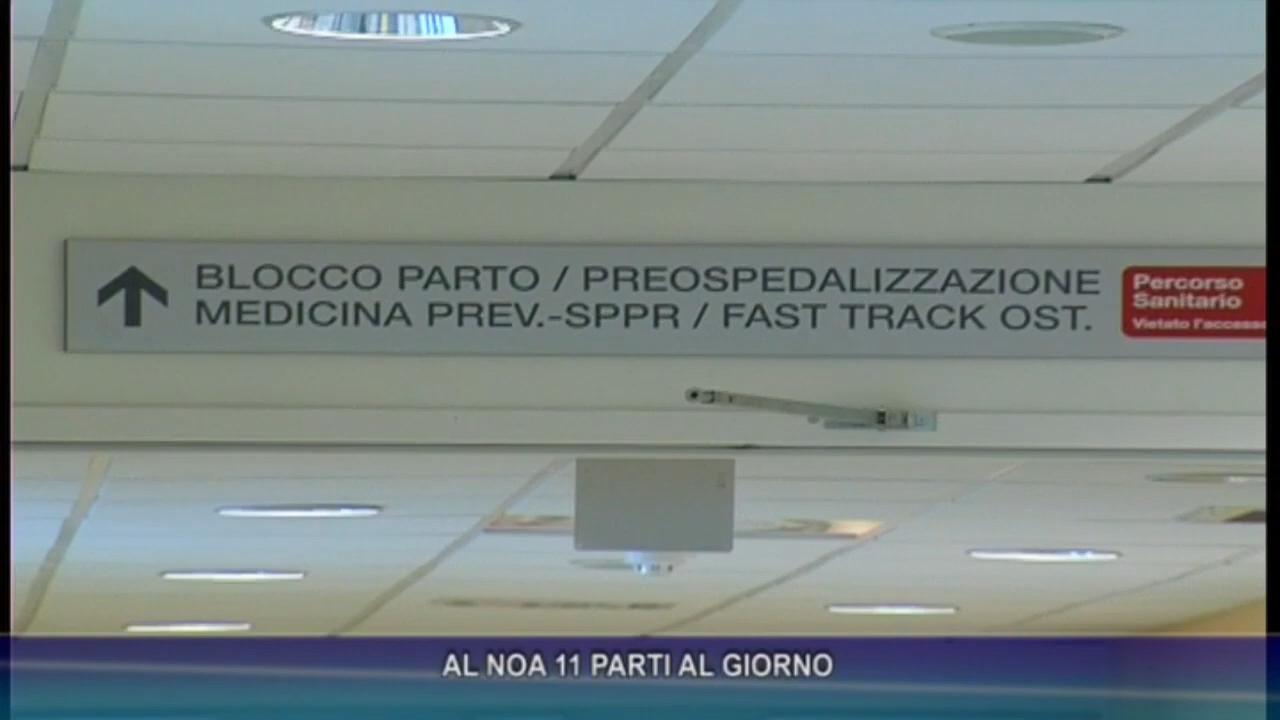 BLOCCO PARTO / PREOSPEDALIZZAZIONE
MEDICINA PREV.-SPPR / FAST TRACK OST.
Percorso
Sanitario
Vietato l'accesso
AL NOA 11 PARTI AL GIORNO